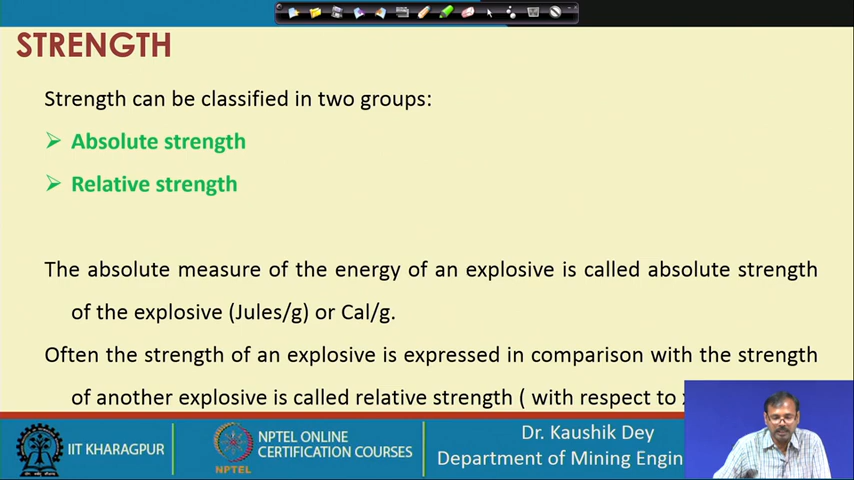 STRENGTH
Strength can be classified in two groups:
Absolute strength
Relative strength
The absolute measure of the energy of an explosive is called absolute strength
of the explosive (Jules/g) or Cal/g.
Often the strength of an explosive is expressed in comparison with the strength
of another explosive is called relative strength ( with respect to
IIT KHARAGPUR
NPTEL
NPTEL ONLINE
CERTIFICATION COURSES
Dr. Kaushik Dey
Department of Mining Engin